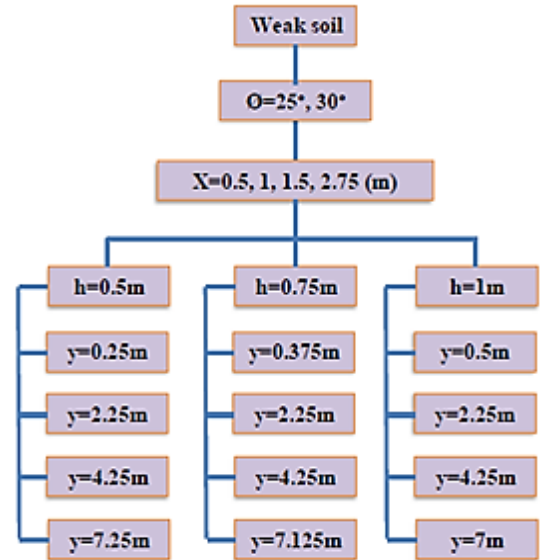 Weak soil
Ø=25°, 30°
X=0.5, 1, 1.5, 2.75 (m)
h=0.5m
h=0.75m
h=1m
y=0.25m
y=0.375m
y=0.5m
y=2.25m
y=2.25m
y=2.25m
y=4.25m
y=4.25m
y=4.25m
y=7.25m
y=7.125m
y=7m